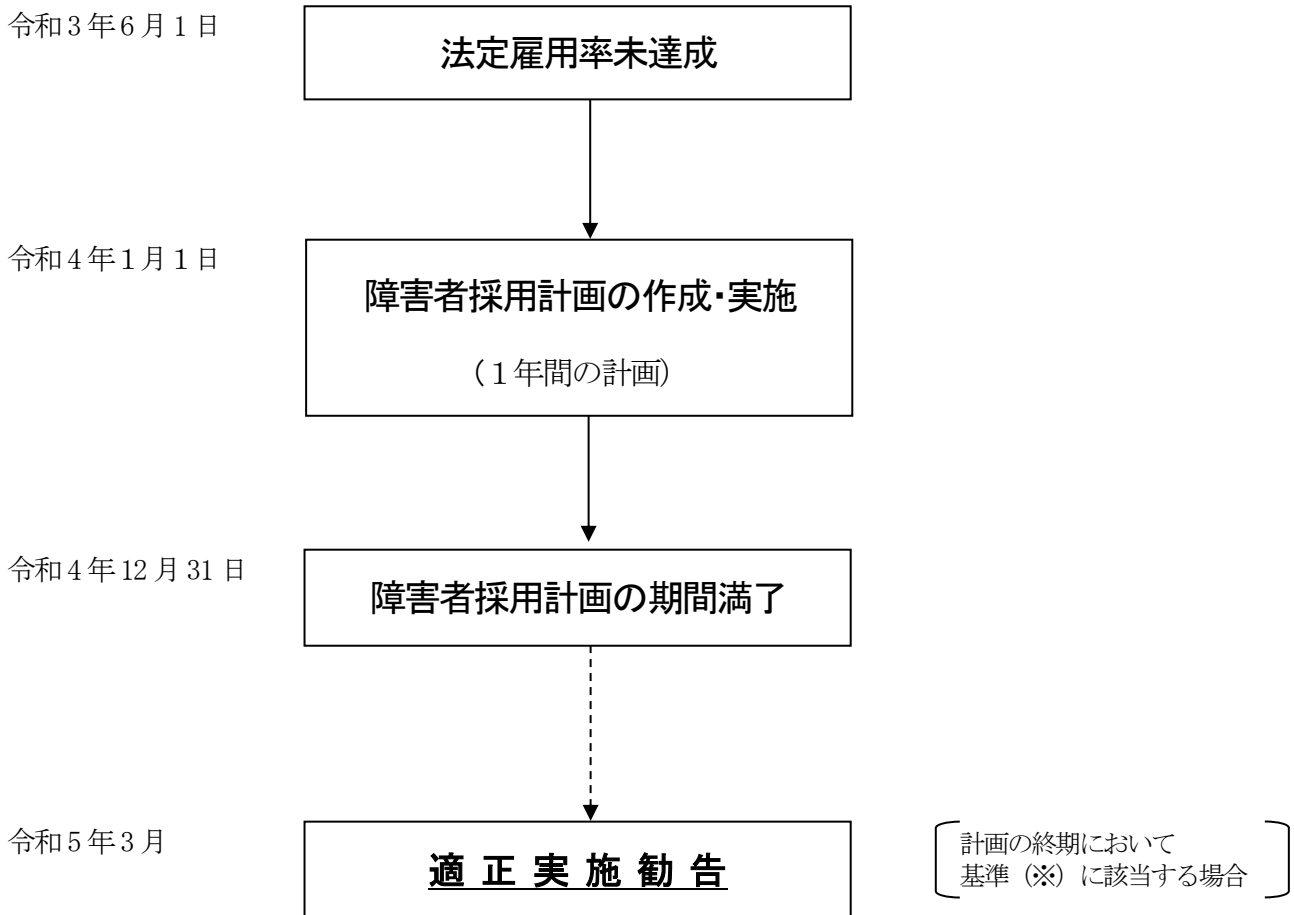 令和3年6月1日
法定雇用率未達成
令和4年1月1日
障害者採用計画の作成・実施
(1年間の計画)
令和4年12月31日
障害者採用計画の期間満了
令和5年3月
適正実施勧告
計画の終期において
基準(※)に該当する場合